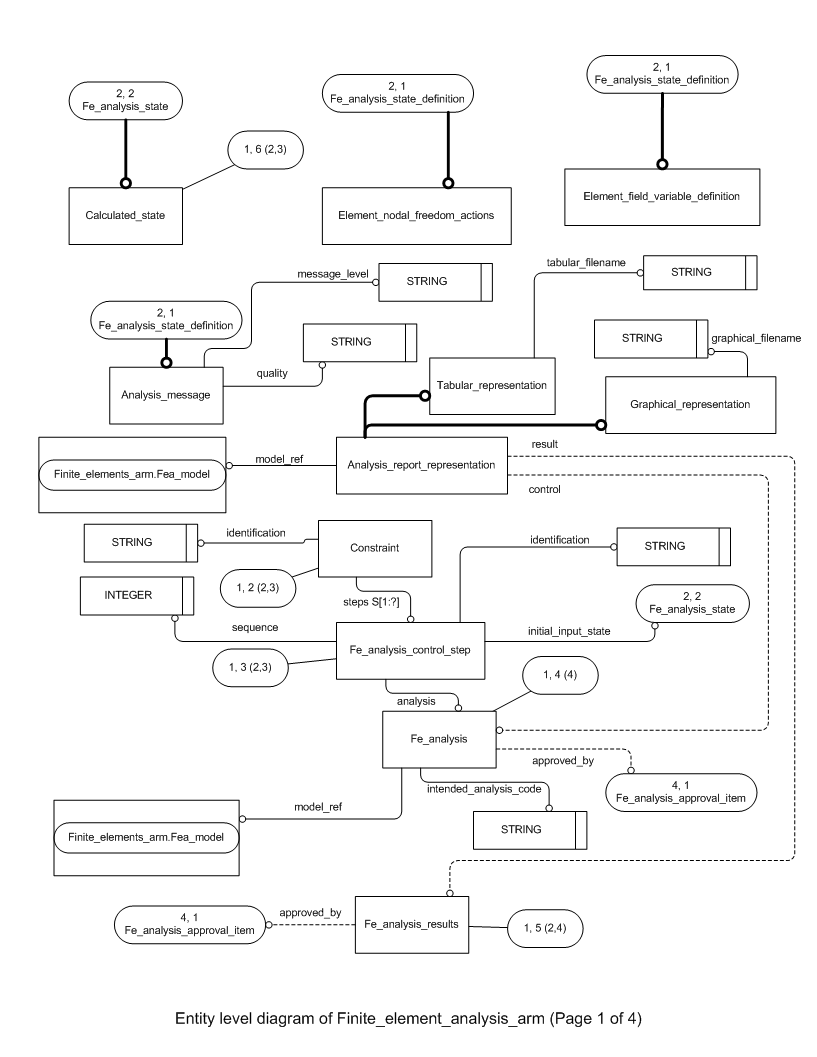 2, 1
Fe_analysis_state_definition
2, 2
Fe_analysis_state
2, 1
Fe_analysis_state_definition
1, 6 (2,3)
Calculated_state
Element_nodal_freedom_actions
Element_field_variable_definition
message_level
STRING
tabular_filename
STRING
2, 1
Fe_analysis_state_definition
STRING
STRING
graphical_filename
quality
Analysis_message
Tabular_representation
Graphical_representation
result
model_ref
Analysis_report_representation
Finite_elements_arm.Fea_model
control
identification
STRING
Constraint
identification
STRING
1, 2 (2,3)
INTEGER
steps S[1:?]
2, 2
Fe_analysis_state
sequence
initial_input_state
Fe_analysis_control_step
1, 3 (2,3)
1, 4 (4)
analysis
Fe_analysis
approved_by
4, 1
Fe_analysis_approval_item
intended_analysis_code
model_ref
STRING
Finite_elements_arm.Fea_model
approved_by
4, 1
Fe_analysis_approval_item
Fe_analysis_results
1, 5 (2,4)
Entity level diagram of Finite_element_analysis_arm (Page 1 of 4)